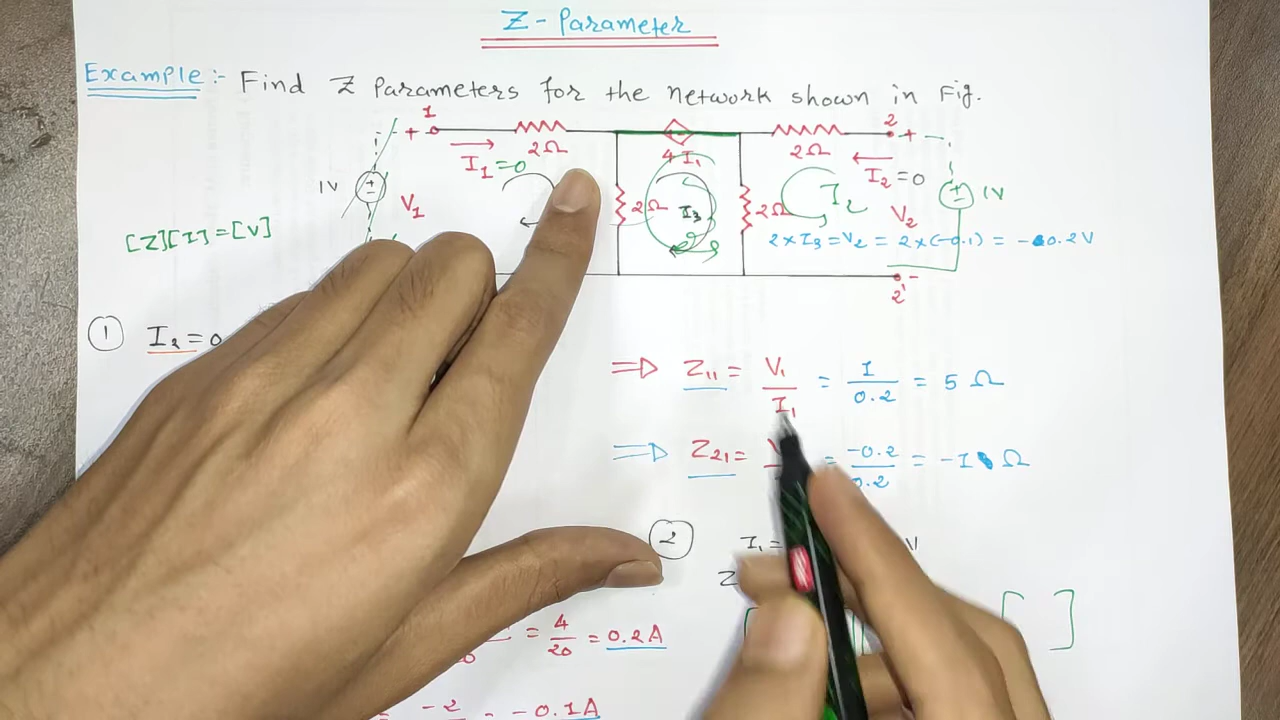 Z - Parameter
Example :- Find Z Parameters for the network shown in Fig.
1 2
+ + -
2Ω 4 I₁ 2Ω
I₁ =0 I₂ =0
1V V₁ 2Ω I₃ 2Ω I₂ V₂ 1V
[Z][I]=[V]
2 x I₃ = V₂ = 2 x (-0.1) = -0.2V
2' -
① I₂ = 0
⇒ Z₁₁ = V₁ / I₁ = 1 / 0.2 = 5 Ω
⇒ Z₂₁ = = -0.2 / 0.2 = -1 Ω
② I₁ = V
Z
= 4 / 20 = 0.2A
-2 = - 0.1A